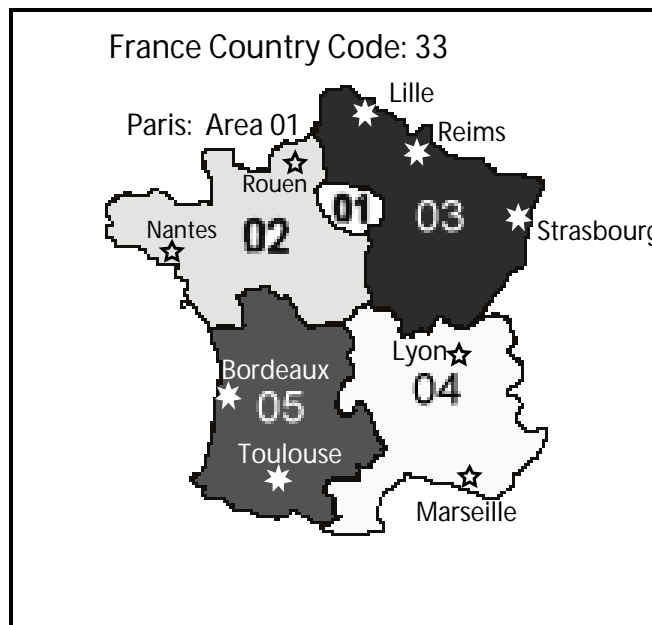 France Country Code: 33
Lille
Paris: Area 01
Reims
Rouen
01
03
Nantes
02
Strasbourg
Lyon
Bordeaux
04
05
Toulouse
Marseille